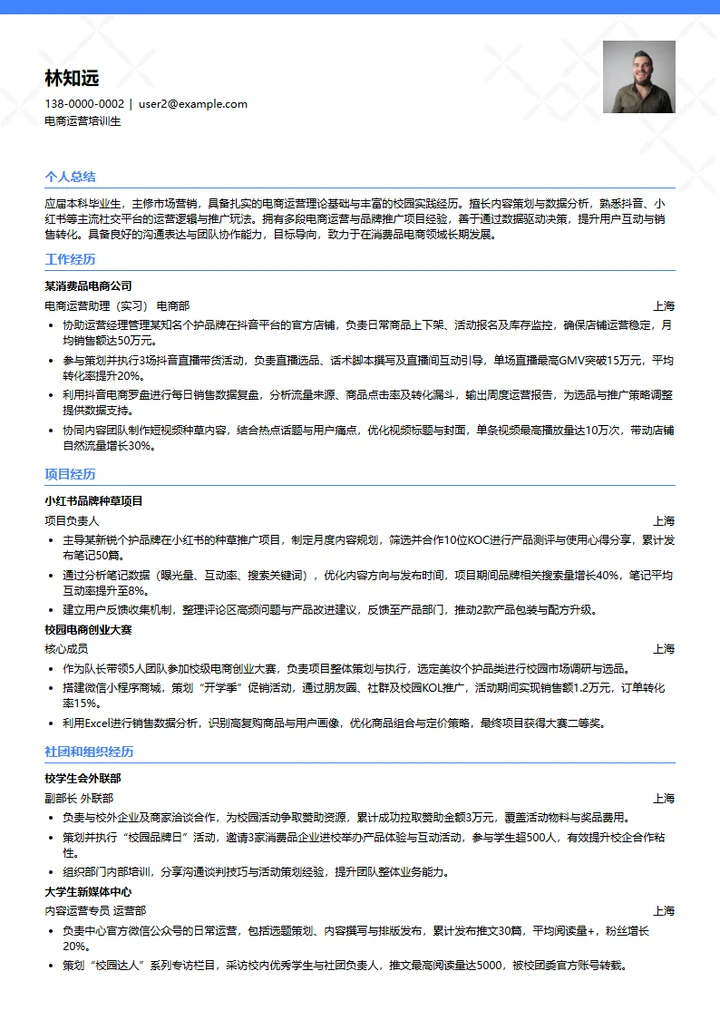 林知远
138-0000-0002 | user2@example.com
电商运营培训生
个人总结
应届本科毕业生，主修市场营销，具备扎实的电商运营理论基础与丰富的校园实践经历。擅长内容策划与数据分析，熟悉抖音、小
红书等主流社交平台的运营逻辑与推广玩法。拥有多段电商运营与品牌推广项目经验，善于通过数据驱动决策，提升用户互动与销
售转化。具备良好的沟通表达与团队协作能力，目标导向，致力于在消费品电商领域长期发展。
工作经历
某消费品电商公司
电商运营助理（实习） 电商部 上海
• 协助运营经理管理某知名个护品牌在抖音平台的官方店铺，负责日常商品上下架、活动报名及库存监控，确保店铺运营稳定，月
均销售额达50万元。
• 参与策划并执行3场抖音直播带货活动，负责直播选品、话术脚本撰写及直播间互动引导，单场直播最高GMV突破15万元，平均
转化率提升20%。
• 利用抖音电商罗盘进行每日销售数据复盘，分析流量来源、商品点击率及转化漏斗，输出周度运营报告，为选品与推广策略调整
提供数据支持。
• 协同内容团队制作短视频种草内容，结合热点话题与用户痛点，优化视频标题与封面，单条视频最高播放量达10万次，带动店铺
自然流量增长30%。
项目经历
小红书品牌种草项目
项目负责人 上海
• 主导某新锐个护品牌在小红书的种草推广项目，制定月度内容规划，筛选并合作10位KOC进行产品测评与使用心得分享，累计发
布笔记50篇。
• 通过分析笔记数据（曝光量、互动率、搜索关键词），优化内容方向与发布时间，项目期间品牌相关搜索量增长40%，笔记平均
互动率提升至8%。
• 建立用户反馈收集机制，整理评论区高频问题与产品改进建议，反馈至产品部门，推动2款产品包装与配方升级。
校园电商创业大赛
核心成员 上海
• 作为队长带领5人团队参加校级电商创业大赛，负责项目整体策划与执行，选定美妆个护品类进行校园市场调研与选品。
• 搭建微信小程序商城，策划“开学季”促销活动，通过朋友圈、社群及校园KOL推广，活动期间实现销售额1.2万元，订单转化
率15%。
• 利用Excel进行销售数据分析，识别高复购商品与用户画像，优化商品组合与定价策略，最终项目获得大赛二等奖。
社团和组织经历
校学生会外联部
副部长 外联部 上海
• 负责与校外企业及商家洽谈合作，为校园活动争取赞助资源，累计成功拉取赞助金额3万元，覆盖活动物料与奖品费用。
• 策划并执行“校园品牌日”活动，邀请3家消费品企业进校举办产品体验与互动活动，参与学生超500人，有效提升校企合作粘
性。
• 组织部门内部培训，分享沟通谈判技巧与活动策划经验，提升团队整体业务能力。
大学生新媒体中心
内容运营专员 运营部 上海
• 负责中心官方微信公众号的日常运营，包括选题策划、内容撰写与排版发布，累计发布推文30篇，平均阅读量+，粉丝增长
20%。
• 策划“校园达人”系列专访栏目，采访校内优秀学生与社团负责人，推文最高阅读量达5000，被校团委官方账号转载。